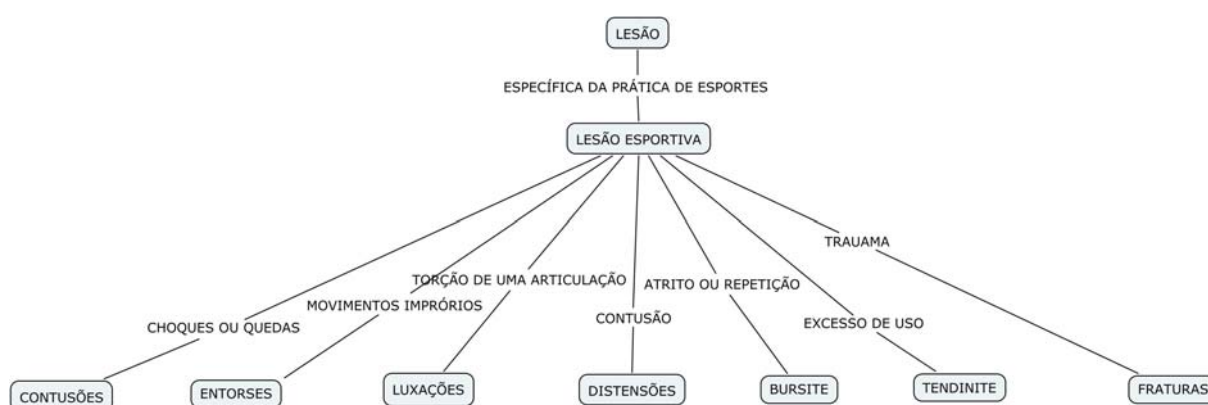 LESÃO
ESPECÍFICA DA PRÁTICA DE ESPORTES
LESÃO ESPORTIVA
TRAUAMA
TORÇÃO DE UMA ARTICULAÇÃO
ATRITO OU REPETIÇÃO
MOVIMENTOS IMPRÓRIOS
CONTUSÃO
EXCESSO DE USO
CHOQUES OU QUEDAS
CONTUSÕES
ENTORSES
LUXAÇÕES
DISTENSÕES
BURSITE
TENDINITE
FRATURAS